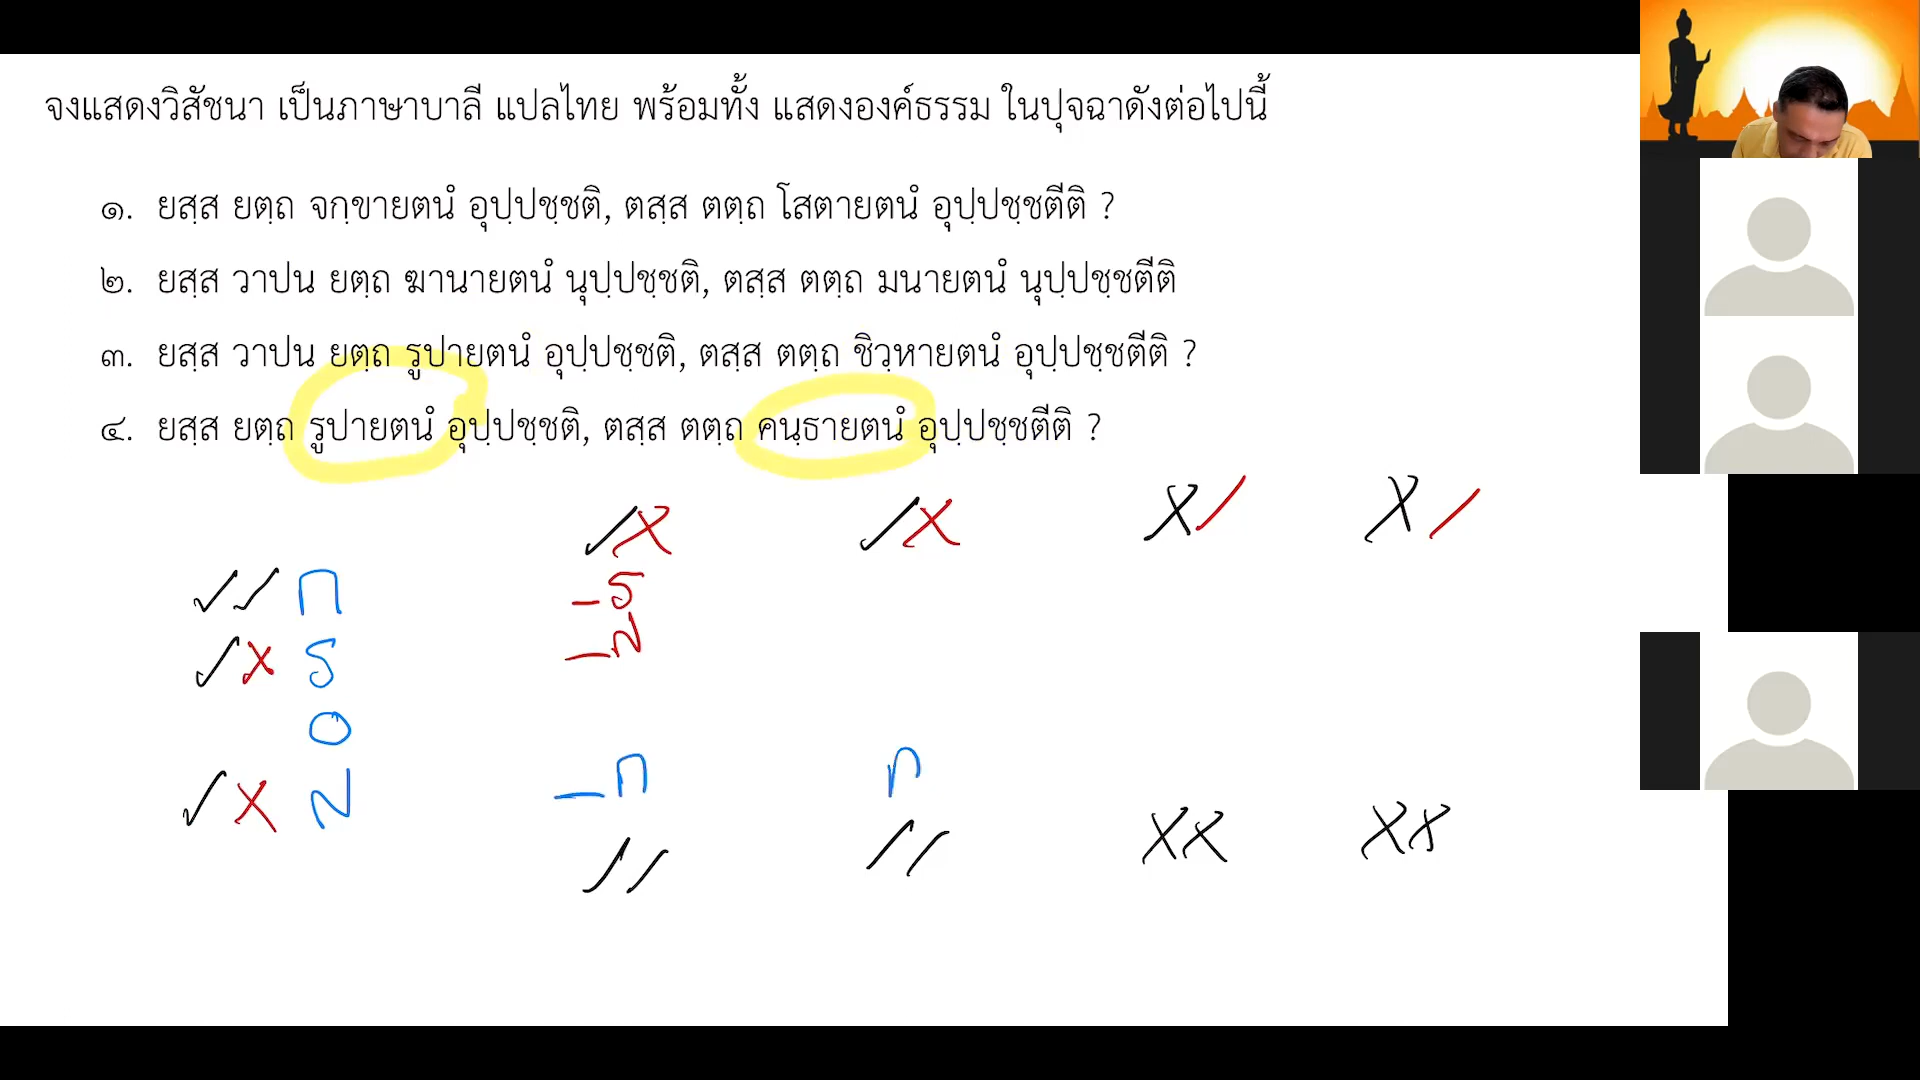 จงแสดงวิสัชนา เป็นภาษาบาลี แปลไทย พร้อมทั้ง แสดงองค์ธรรม ในปุจฉาดังต่อไปนี้
๑. ยสฺส ยตฺถ จกฺขายตนํ อุปฺปชฺชติ, ตสฺส ตตฺถ โสตายตนํ อุปฺปชฺชตีติ ?
๒. ยสฺส วาปน ยตฺถ ฆานายตนํ นุปฺปชฺชติ, ตสฺส ตตฺถ มนายตนํ นุปฺปชฺชตีติ
๓. ยสฺส วาปน ยตฺถ รูปายตนํ อุปฺปชฺชติ, ตสฺส ตตฺถ ชิวฺหายตนํ อุปฺปชฺชตีติ ?
๔. ยสฺส ยตฺถ รูปายตนํ อุปฺปชฺชติ, ตสฺส ตตฺถ คนฺธายตนํ อุปฺปชฺชตีติ ?